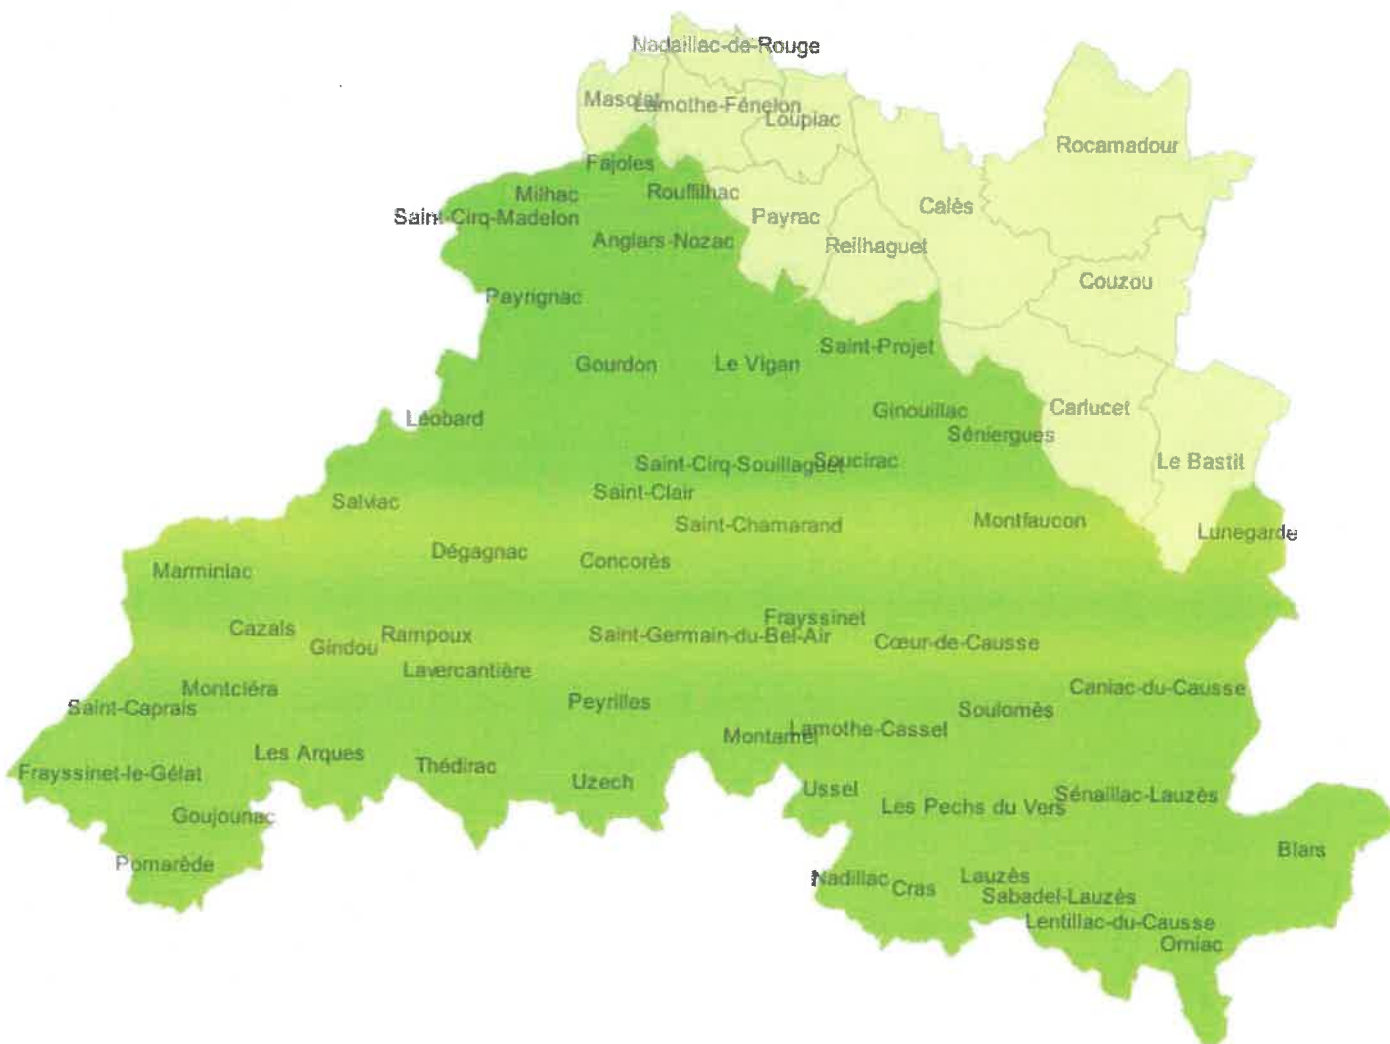 Nadaillac-de-Rouge
Masclat
Lamothe-Fénelon
Loupiac
Rocamadour
Fajoles
Milhac
Rouffilhac
Calès
Saint-Cirq-Madelon
Payrac
Anglars-Nozac
Reilhaguet
Couzou
Payrignac
Saint-Projet
Gourdon
Le Vigan
Carlucet
Ginouillac
Léobard
Séniergues
Saint-Cirq-Souillaguet
Soucirac
Le Bastit
Saint-Clair
Salviac
Saint-Chamarand
Montfaucon
Lunegarde
Dégagnac
Concorès
Marminiac
Frayssinet
Cazals
Rampoux
Saint-Germain-du-Bel-Air
Cœur-de-Causse
Gindou
Lavercantière
Montcléra
Caniac-du-Causse
Saint-Caprais
Peyrilles
Soulomès
Montamel
Lamothe-Cassel
Les Arques
Thédirac
Frayssinet-le-Gélat
Uzech
Ussel
Sénaillac-Lauzès
Les Pechs du Vers
Goujounac
Blars
Pomarède
Nadillac
Cras
Lauzès
Sabadel-Lauzès
Lentillac-du-Causse
Orniac